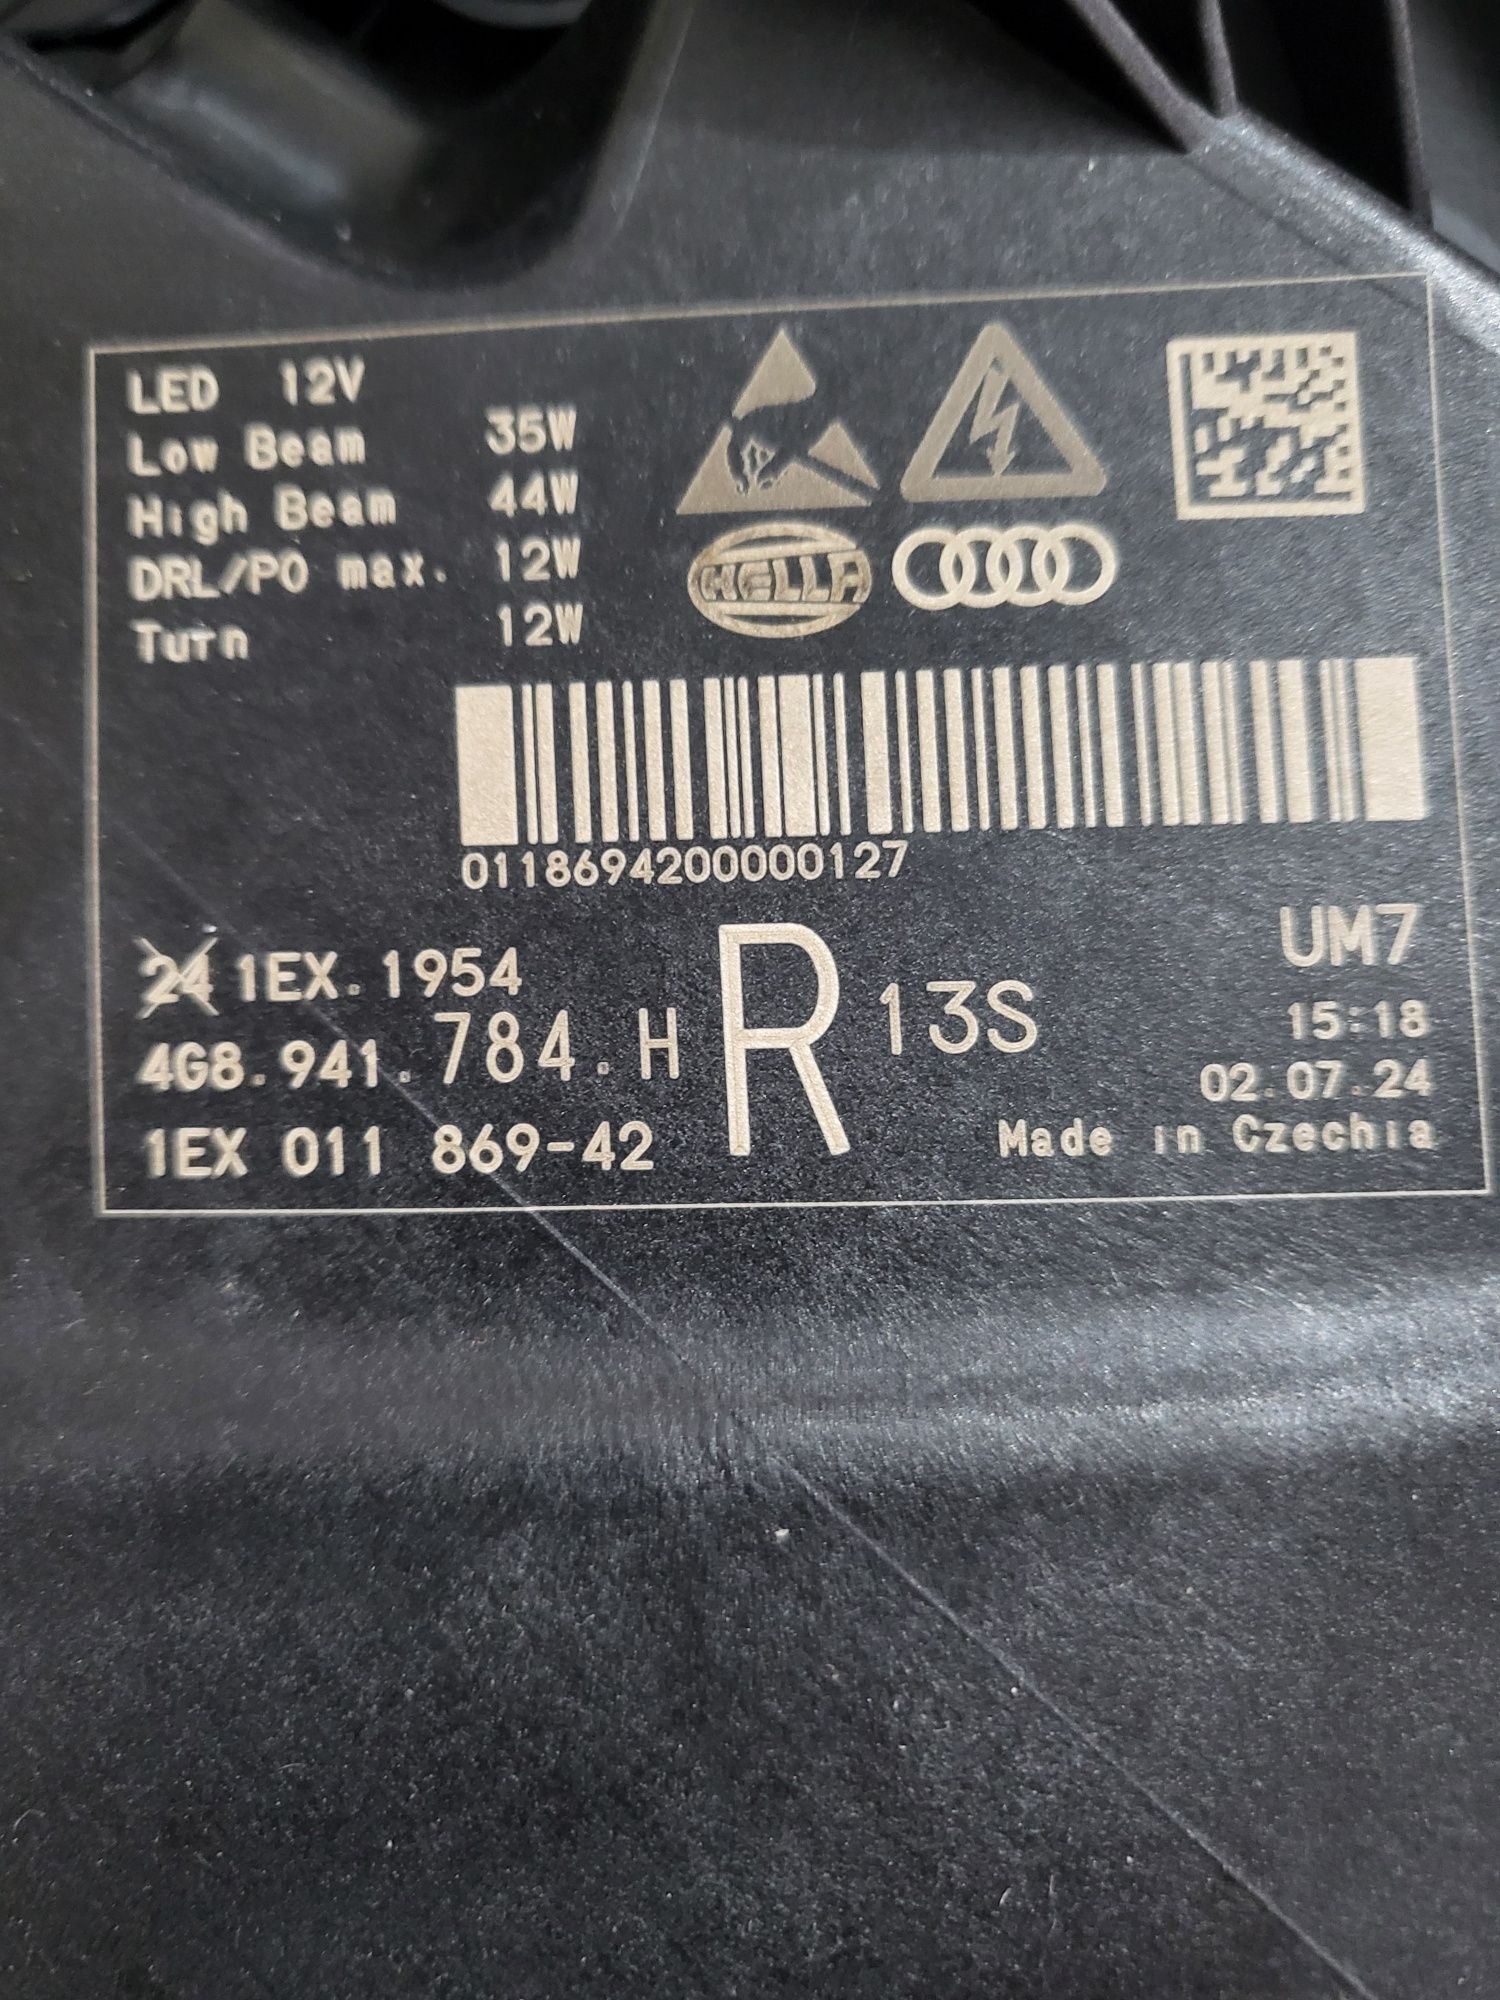 LED 12V
Low Beam 35W
High Beam 44W
DRL/PO max. 12W
Turn 12W
HELLA
0118694200000127
24 1EX.1954
4G8.941.784.H R 13S
1EX 011 869-42
UM7
15:18
02.07.24
Made in Czechia